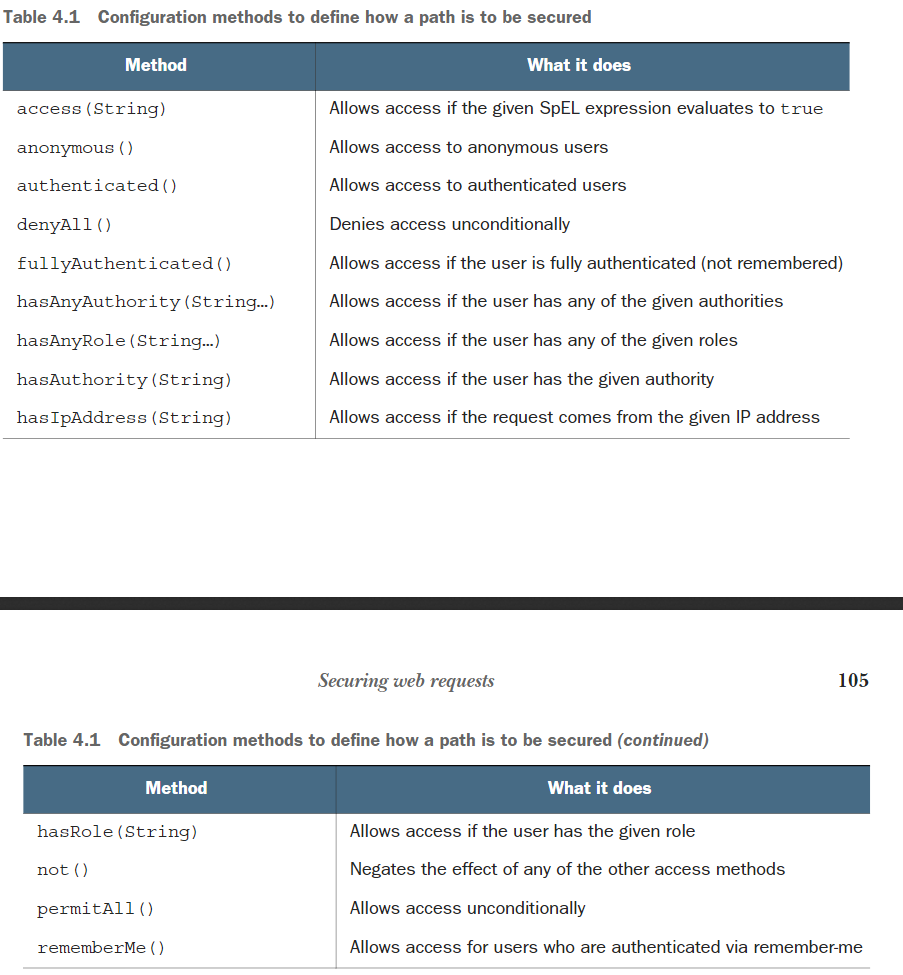 Table 4.1 Configuration methods to define how a path is to be secured
Method What it does
access(String) Allows access if the given SpEL expression evaluates to true
anonymous() Allows access to anonymous users
authenticated() Allows access to authenticated users
denyAll() Denies access unconditionally
fullyAuthenticated() Allows access if the user is fully authenticated (not remembered)
hasAnyAuthority(String…) Allows access if the user has any of the given authorities
hasAnyRole(String…) Allows access if the user has any of the given roles
hasAuthority(String) Allows access if the user has the given authority
hasIpAddress(String) Allows access if the request comes from the given IP address
Securing web requests 105
Table 4.1 Configuration methods to define how a path is to be secured (continued)
Method What it does
hasRole(String) Allows access if the user has the given role
not() Negates the effect of any of the other access methods
permitAll() Allows access unconditionally
rememberMe() Allows access for users who are authenticated via remember-me